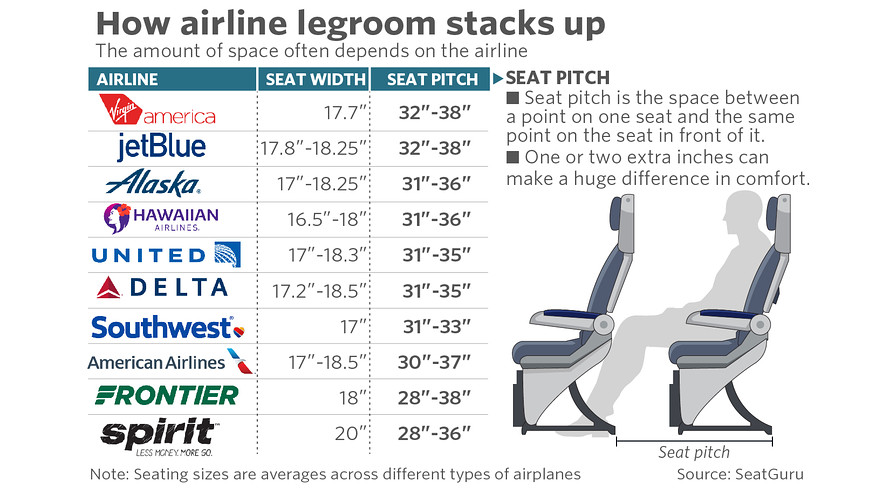 How airline legroom stacks up
The amount of space often depends on the airline
AIRLINE SEAT WIDTH SEAT PITCH
Virgin america 17.7” 32”-38”
jetBlue 17.8”-18.25” 32”-38”
Alaska® 17”-18.25” 31”-36”
HAWAIIAN
AIRLINES. 16.5”-18” 31”-36”
UNITED 17”-18.3” 31”-35”
DELTA 17.2”-18.5” 31”-35”
Southwest® 17” 31”-33”
American Airlines 17”-18.5” 30”-37”
FRONTIER 18” 28”-38”
spirit™ 20” 28”-36”
LESS MONEY. MORE GO.
SEAT PITCH
■ Seat pitch is the space between
a point on one seat and the same
point on the seat in front of it.
■ One or two extra inches can
make a huge difference in comfort.
Seat pitch
Note: Seating sizes are averages across different types of airplanes
Source: SeatGuru